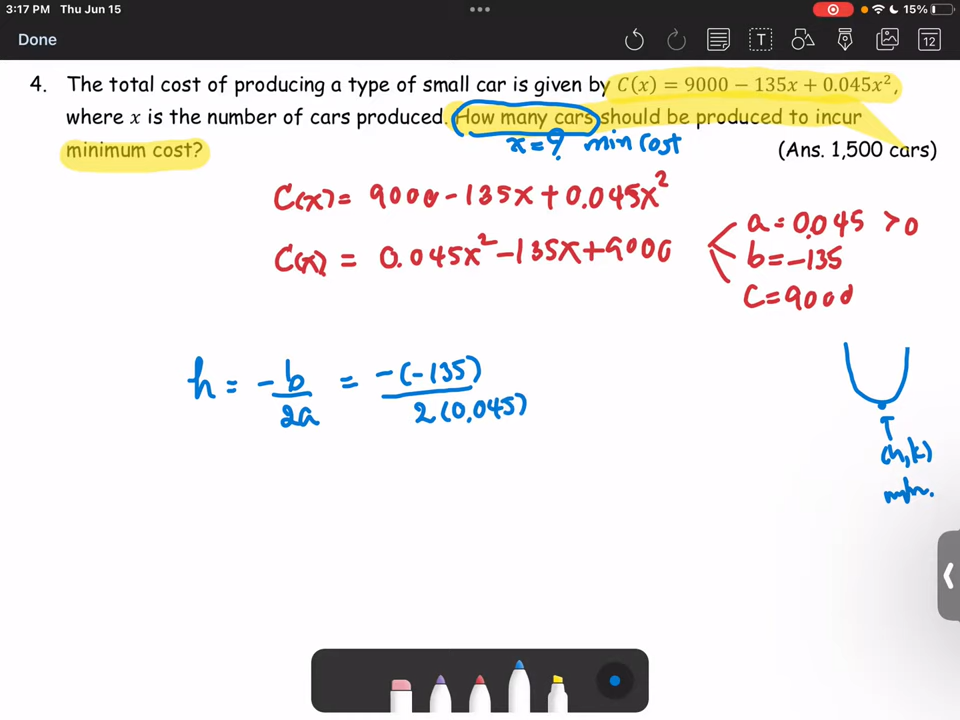 3:17 PM Thu Jun 15
15%
Done
T
12
4. The total cost of producing a type of small car is given by C(x) = 9000 − 135x + 0.045x²,
where x is the number of cars produced. How many cars should be produced to incur
minimum cost? (Ans. 1,500 cars)
x = ? min cost
C(x) = 9000 - 135x + 0.045x²
C(x) = 0.045x² - 135x + 9000
a = 0.045 > 0
b = -135
c = 9000
h = -b/2a = -(-135)/2(0.045)
(h,k)
min.